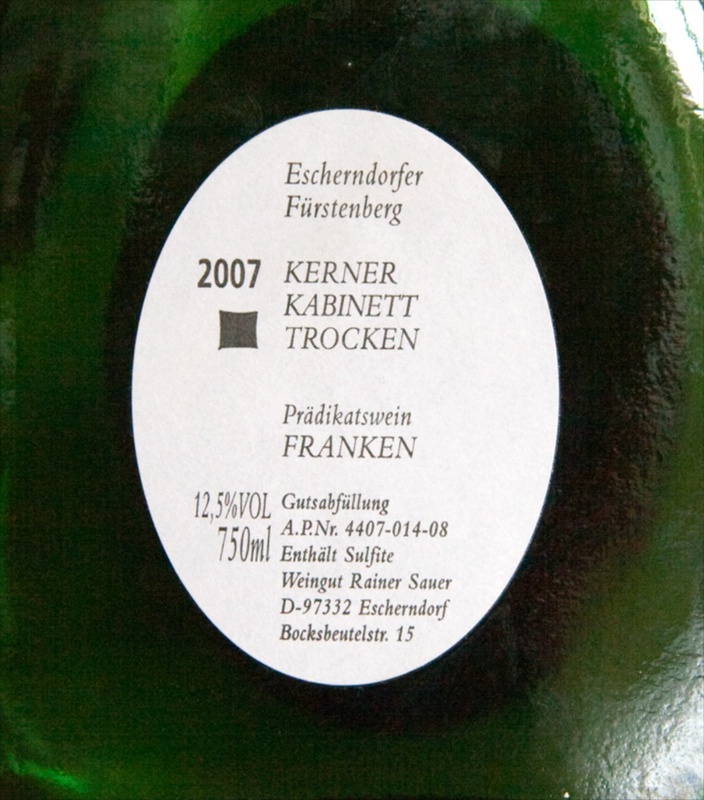 Escherndorfer
Fürstenberg
2007 KERNER
KABINETT
TROCKEN
Prädikatswein
FRANKEN
12,5%VOL Gutsabfüllung
A.P.Nr. 4407-014-08
750ml Enthält Sulfite
Weingut Rainer Sauer
D-97332 Escherndorf
Bocksbeutelstr. 15